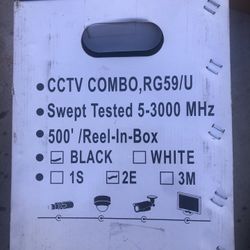 CCTV COMBO,RG59/U
Swept Tested 5-3000 MHz
500' /Reel-In-Box
BLACK WHITE
1S 2E 3M